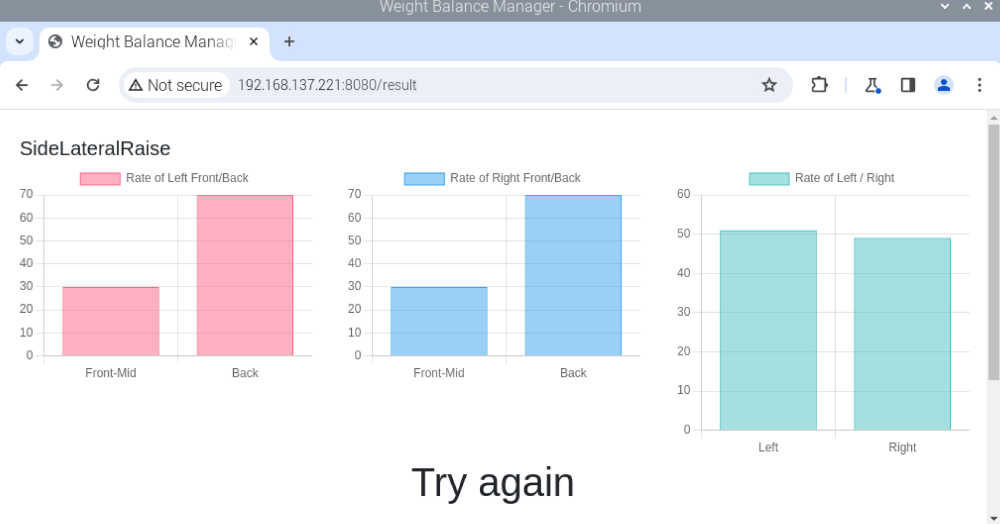 Weight Balance Manager - Chromium
Weight Balance Manag
Not secure
192.168.137.221:8080/result
SideLateralRaise
Rate of Left Front/Back
70
60
50
40
30
20
10
0
Front-Mid
Back
Rate of Right Front/Back
70
60
50
40
30
20
10
0
Front-Mid
Back
Rate of Left / Right
60
50
40
30
20
10
0
Left
Right
Try again